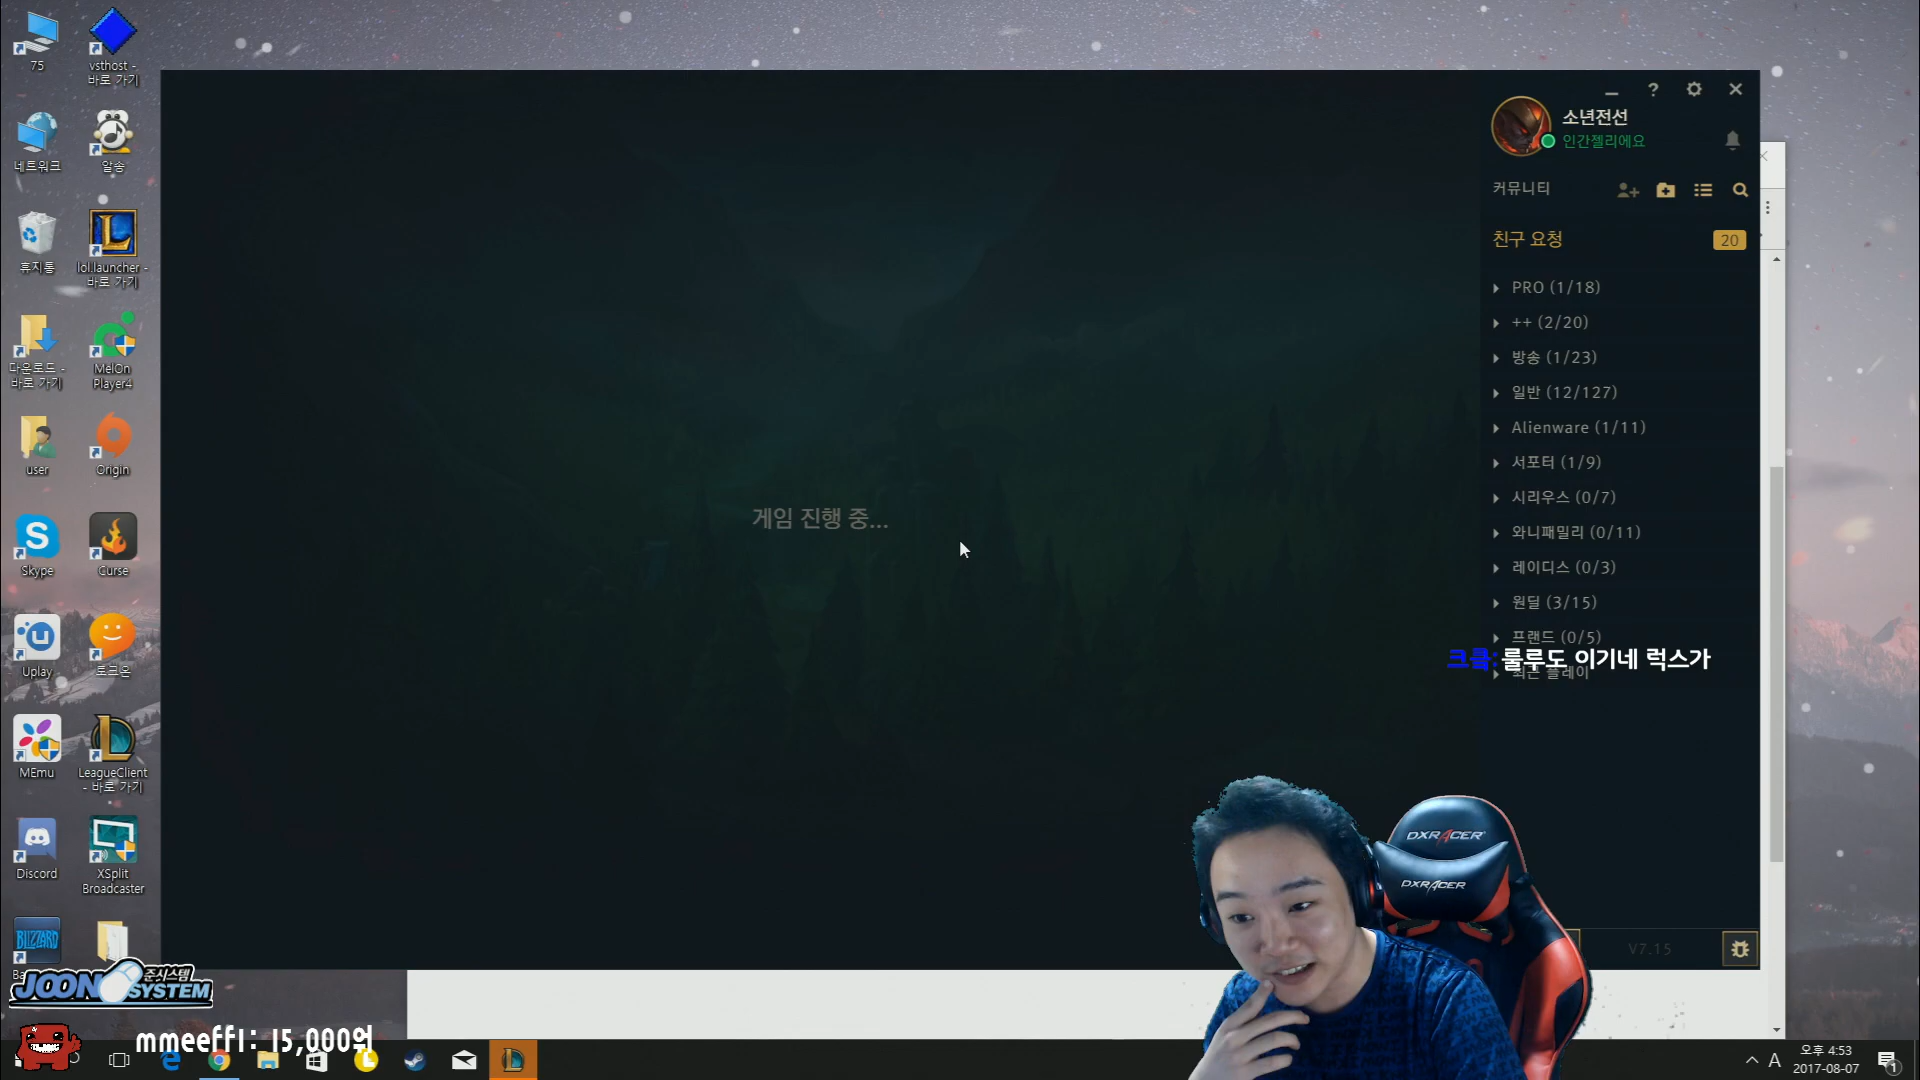 75
vsthost -
바로 가기
네트워크
알송
휴지통
lol.launcher -
바로 가기
다운로드 -
바로 가기
MelOn
Player4
user
Origin
Skype
Curse
Uplay
토크온
MEmu
LeagueClient
- 바로 가기
Discord
XSplit
Broadcaster
BLIZZARD
준시스템
JOON SYSTEM
mmeeff1: 15,000원
게임 진행 중...
소년전선
인간젤리에요
커뮤니티
친구 요청
20
PRO (1/18)
++ (2/20)
방송 (1/23)
일반 (12/127)
Alienware (1/11)
서포터 (1/9)
시리우스 (0/7)
와니패밀리 (0/11)
레이디스 (0/3)
원딜 (3/15)
프랜드 (0/5)
룰루도 이기네 럭스가
최근 플레이
DXRACER
DXRACER
V7.15
A
오후 4:53
2017-08-07
1